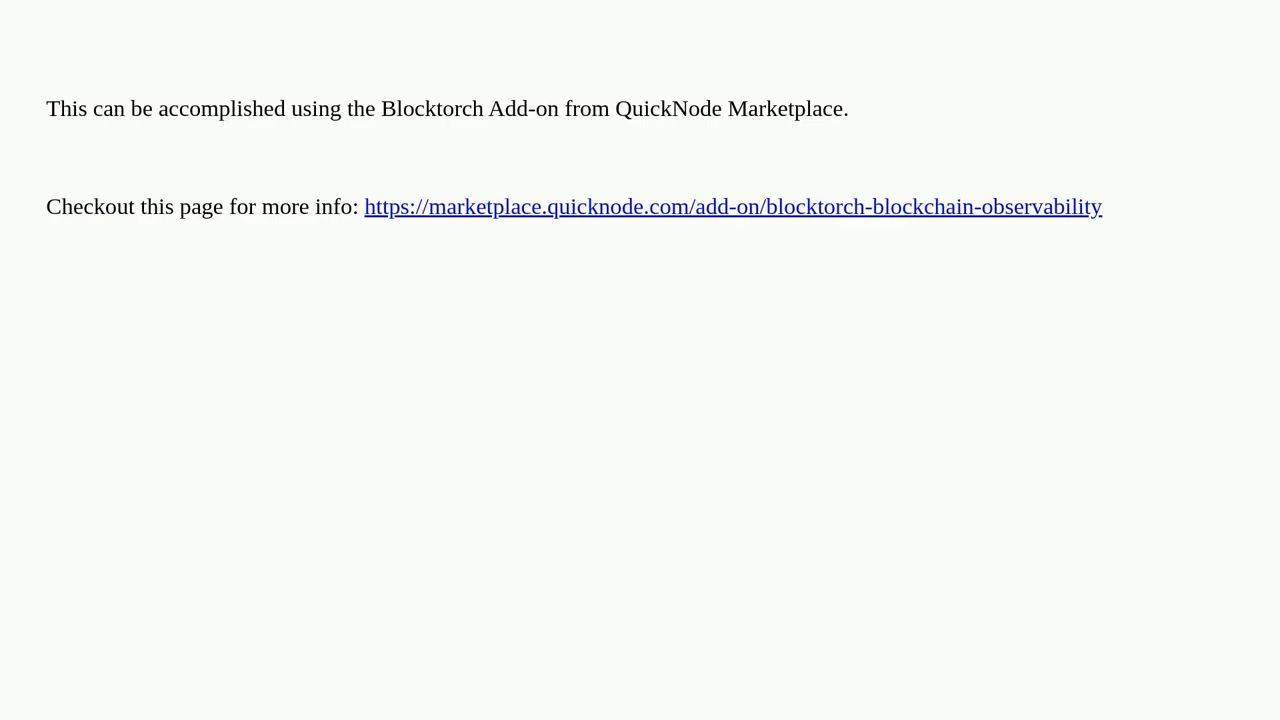 This can be accomplished using the Blocktorch Add-on from QuickNode Marketplace.
Checkout this page for more info: https://marketplace.quicknode.com/add-on/blocktorch-blockchain-observability